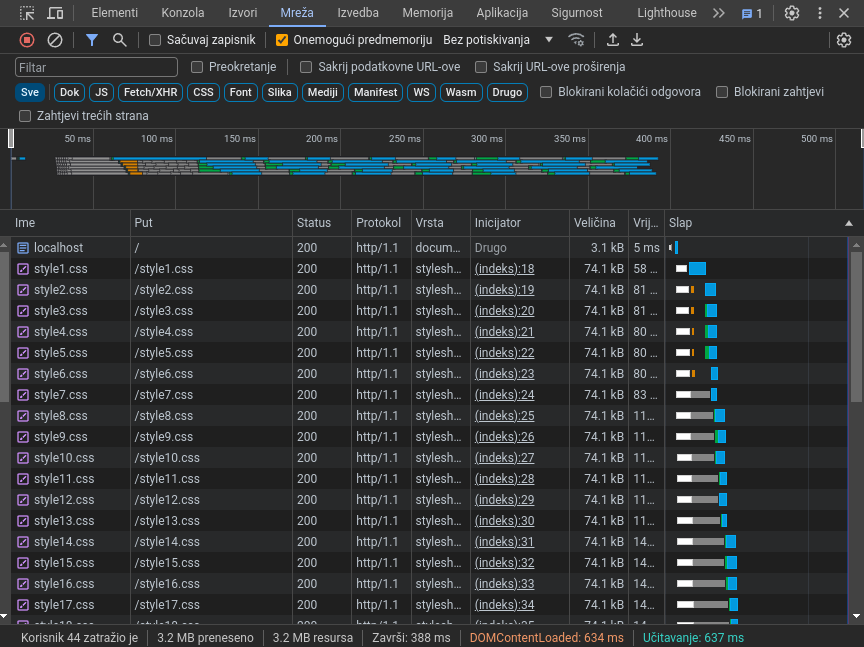 Elementi Konzola Izvori Mreža Izvedba Memorija Aplikacija Sigurnost Lighthouse 1
Sačuvaj zapisnik Onemogući predmemoriju Bez potiskivanja
Filtar Preokretanje Sakrij podatkovne URL-ove Sakrij URL-ove proširenja
Sve Dok JS Fetch/XHR CSS Font Slika Mediji Manifest WS Wasm Drugo Blokirani kolačići odgovora Blokirani zahtjevi
Zahtjevi trećih strana
50 ms 100 ms 150 ms 200 ms 250 ms 300 ms 350 ms 400 ms 450 ms 500 ms
Ime Put Status Protokol Vrsta Inicijator Veličina Vrij... Slap
localhost / 200 http/1.1 docum... Drugo 3.1 kB 5 ms
style1.css /style1.css 200 http/1.1 stylesh... (indeks):18 74.1 kB 58 ...
style2.css /style2.css 200 http/1.1 stylesh... (indeks):19 74.1 kB 81 ...
style3.css /style3.css 200 http/1.1 stylesh... (indeks):20 74.1 kB 81 ...
style4.css /style4.css 200 http/1.1 stylesh... (indeks):21 74.1 kB 80 ...
style5.css /style5.css 200 http/1.1 stylesh... (indeks):22 74.1 kB 80 ...
style6.css /style6.css 200 http/1.1 stylesh... (indeks):23 74.1 kB 80 ...
style7.css /style7.css 200 http/1.1 stylesh... (indeks):24 74.1 kB 83 ...
style8.css /style8.css 200 http/1.1 stylesh... (indeks):25 74.1 kB 11...
style9.css /style9.css 200 http/1.1 stylesh... (indeks):26 74.1 kB 11...
style10.css /style10.css 200 http/1.1 stylesh... (indeks):27 74.1 kB 11...
style11.css /style11.css 200 http/1.1 stylesh... (indeks):28 74.1 kB 11...
style12.css /style12.css 200 http/1.1 stylesh... (indeks):29 74.1 kB 11...
style13.css /style13.css 200 http/1.1 stylesh... (indeks):30 74.1 kB 11...
style14.css /style14.css 200 http/1.1 stylesh... (indeks):31 74.1 kB 14...
style15.css /style15.css 200 http/1.1 stylesh... (indeks):32 74.1 kB 14...
style16.css /style16.css 200 http/1.1 stylesh... (indeks):33 74.1 kB 14...
style17.css /style17.css 200 http/1.1 stylesh... (indeks):34 74.1 kB 14...
Korisnik 44 zatražio je 3.2 MB preneseno 3.2 MB resursa Završi: 388 ms DOMContentLoaded: 634 ms Učitavanje: 637 ms